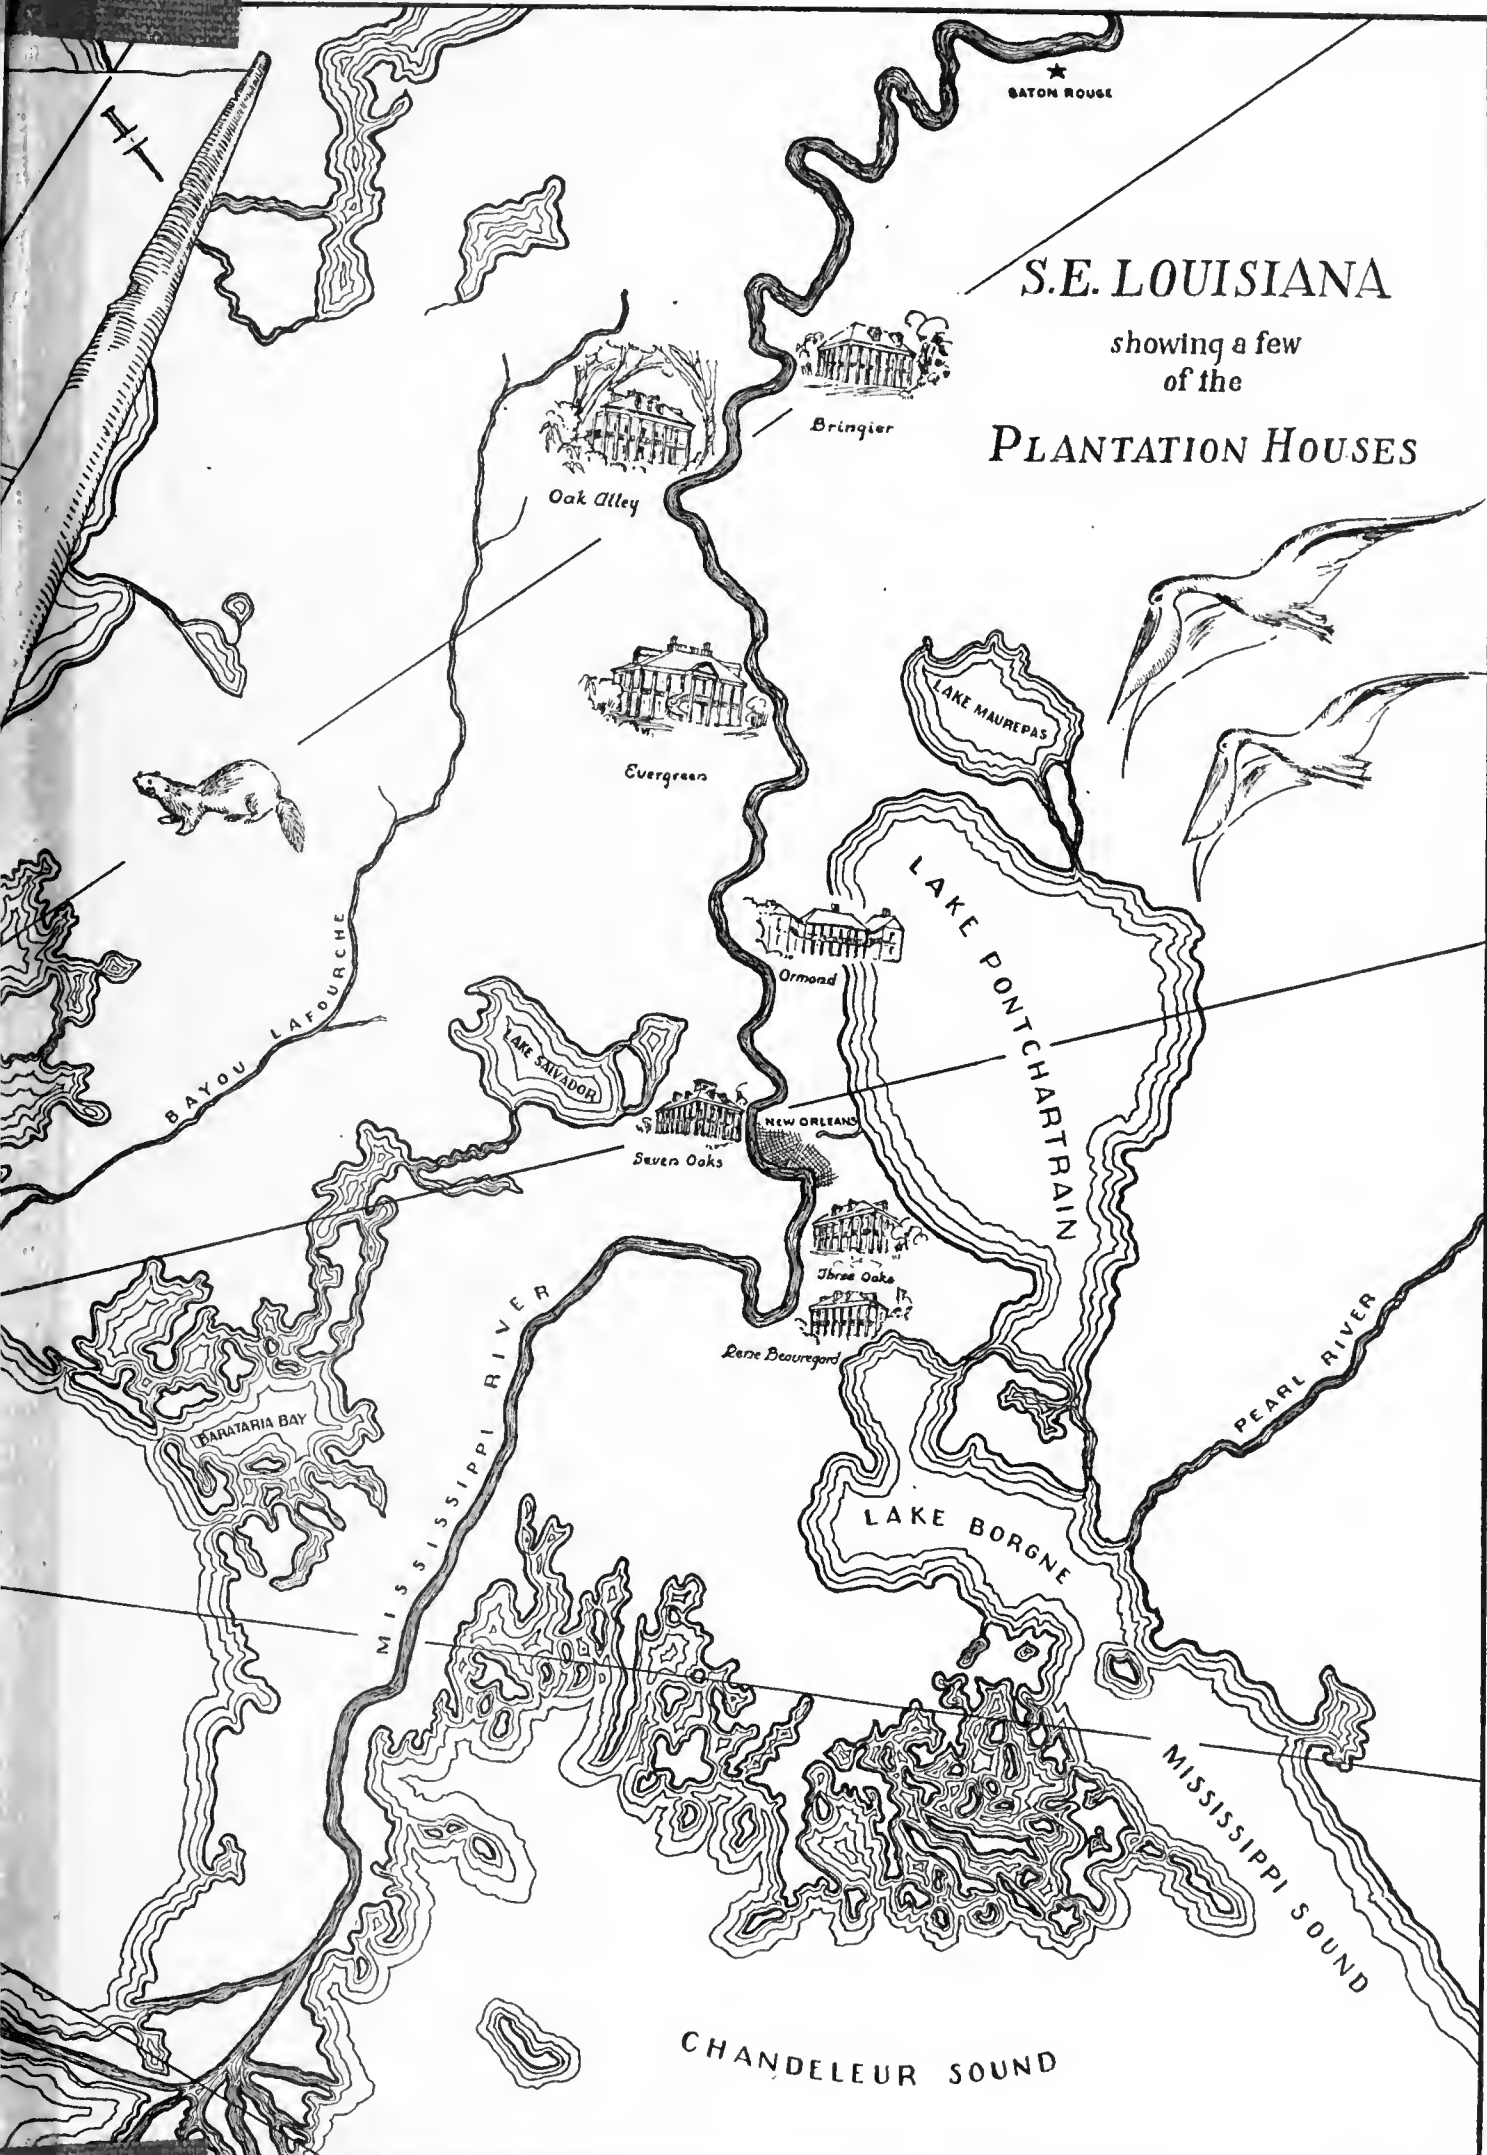 BATON ROUGE
S.E. LOUISIANA
showing a few
of the
PLANTATION HOUSES
Bringier
Oak Alley
LAKE MAUREPAS
Evergreen
LAKE PONTCHARTRAIN
Ormond
BAYOU LAFOURCHE
LAKE SALVADOR
NEW ORLEANS
Seven Oaks
Three Oaks
Rene Beauregard
MISSISSIPPI RIVER
PEARL RIVER
BARATARIA BAY
LAKE BORGNE
MISSISSIPPI SOUND
CHANDELEUR SOUND